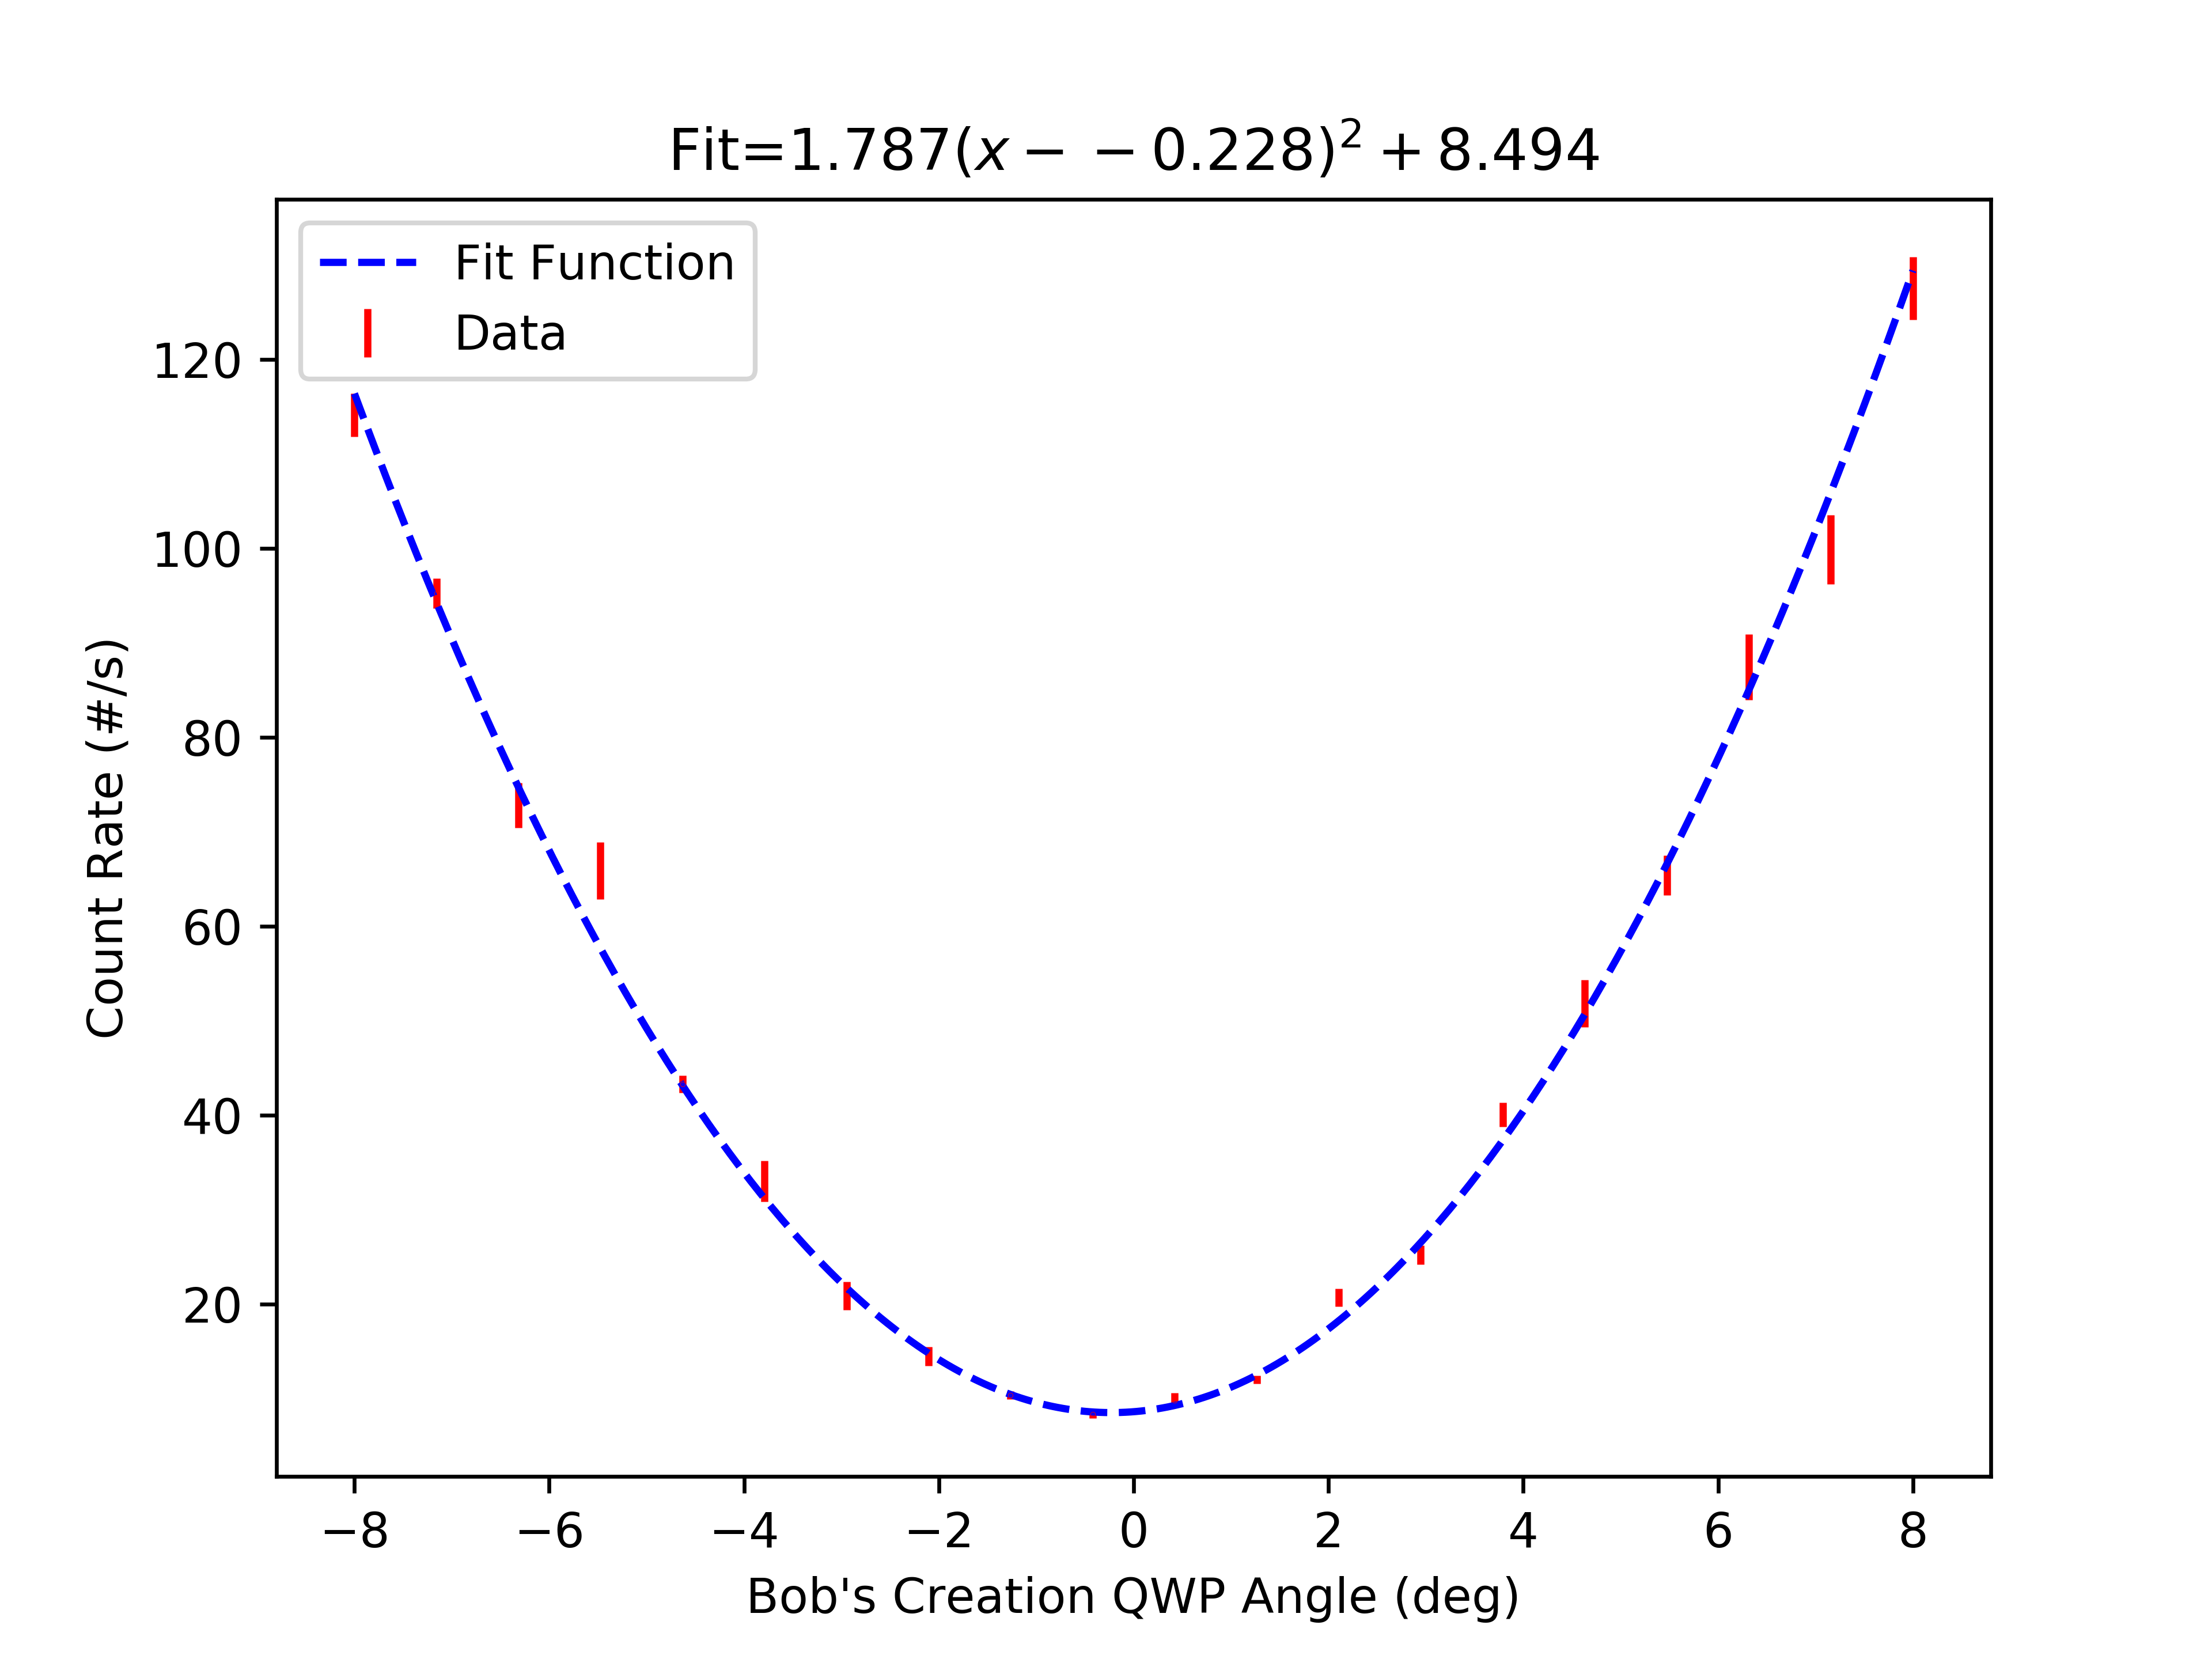 Fit=1.787(x − −0.228)² + 8.494
Fit Function
Data
120
100
80
60
40
20
Count Rate (#/s)
−8 −6 −4 −2 0 2 4 6 8
Bob's Creation QWP Angle (deg)